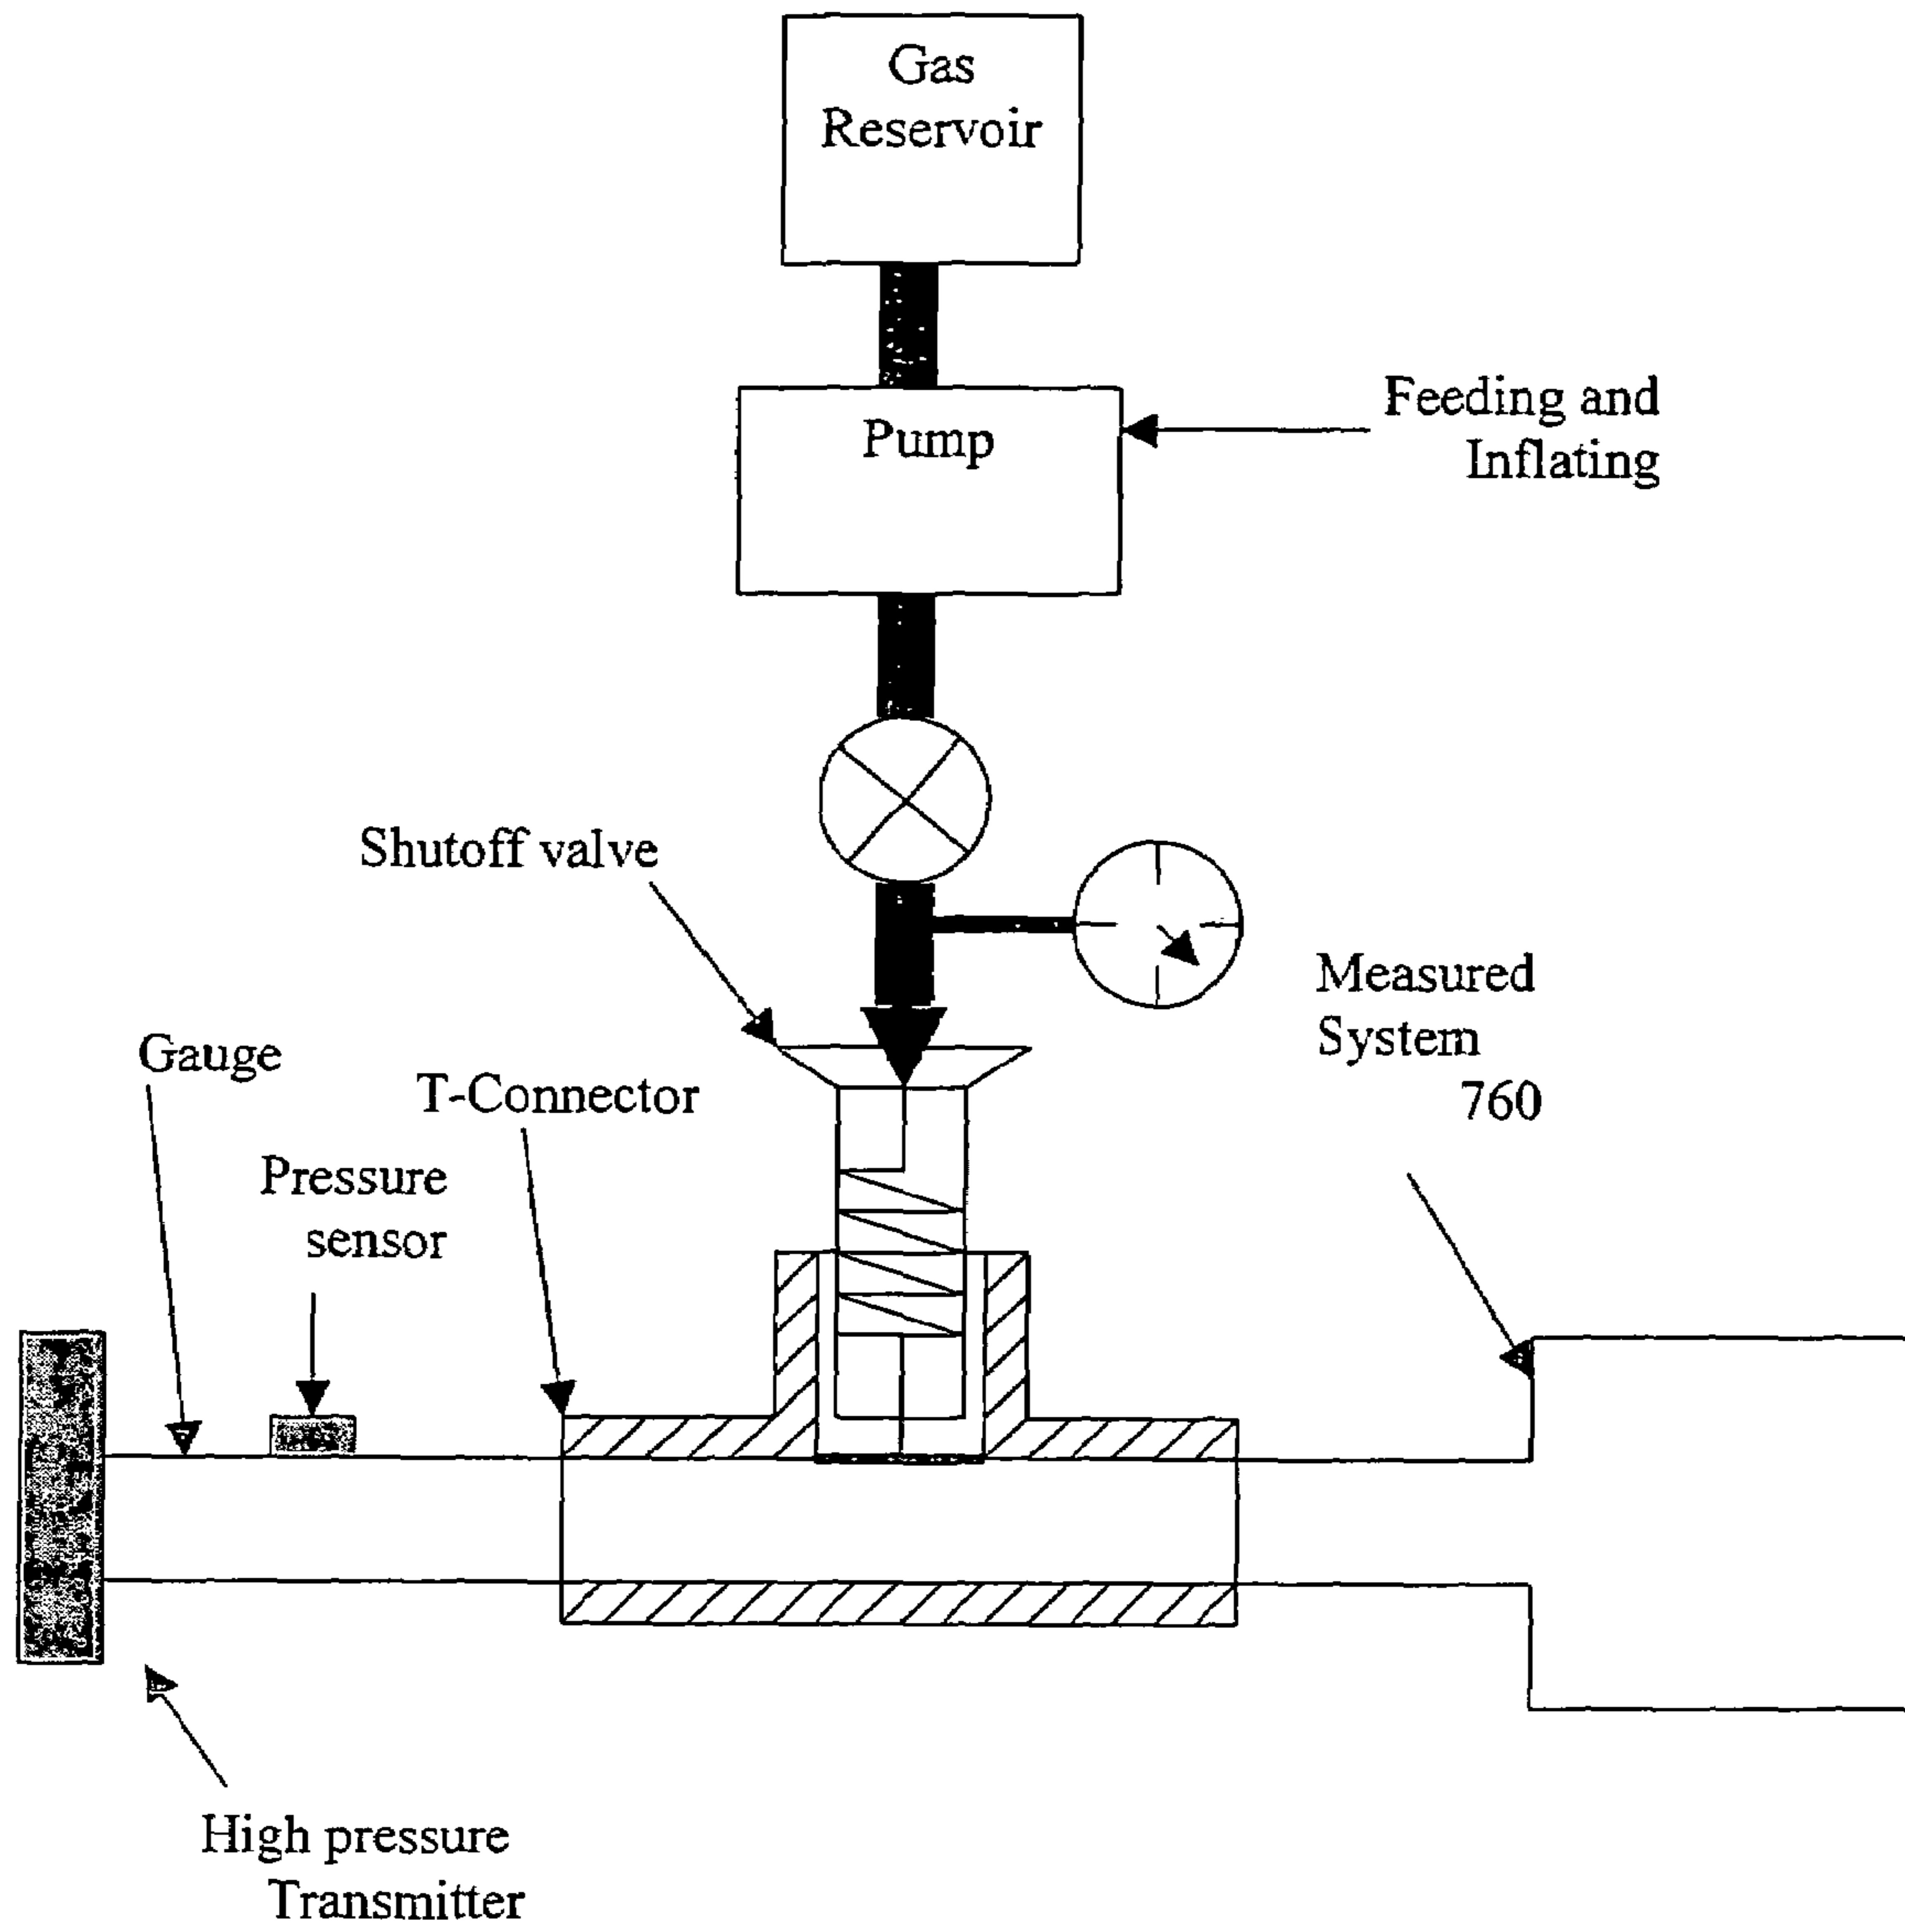 Gas
Reservoir
Pump
Feeding and
Inflating
Shutoff valve
Measured
System
760
Gauge
T-Connector
Pressure
sensor
High pressure
Transmitter